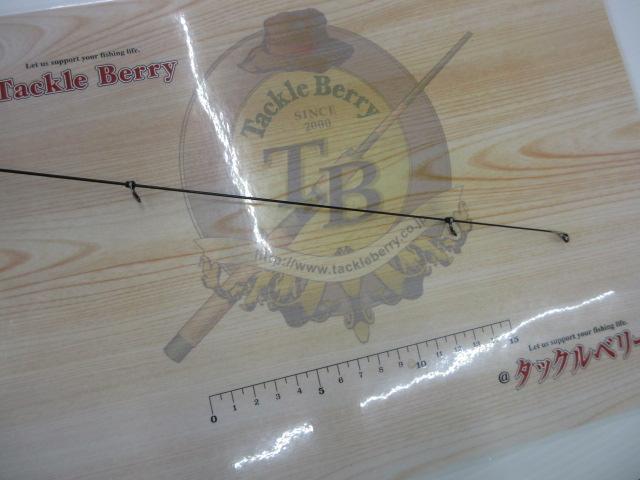 Let us support your fishing life.
Tackle Berry
Tackle Berry
SINCE
2000
TB
http://www.tackleberry.co.jp
0 1 2 3 4 5 6 7 8 9 10 11 12 13 14 15
Let us support your fishing life.
@タックルベリー